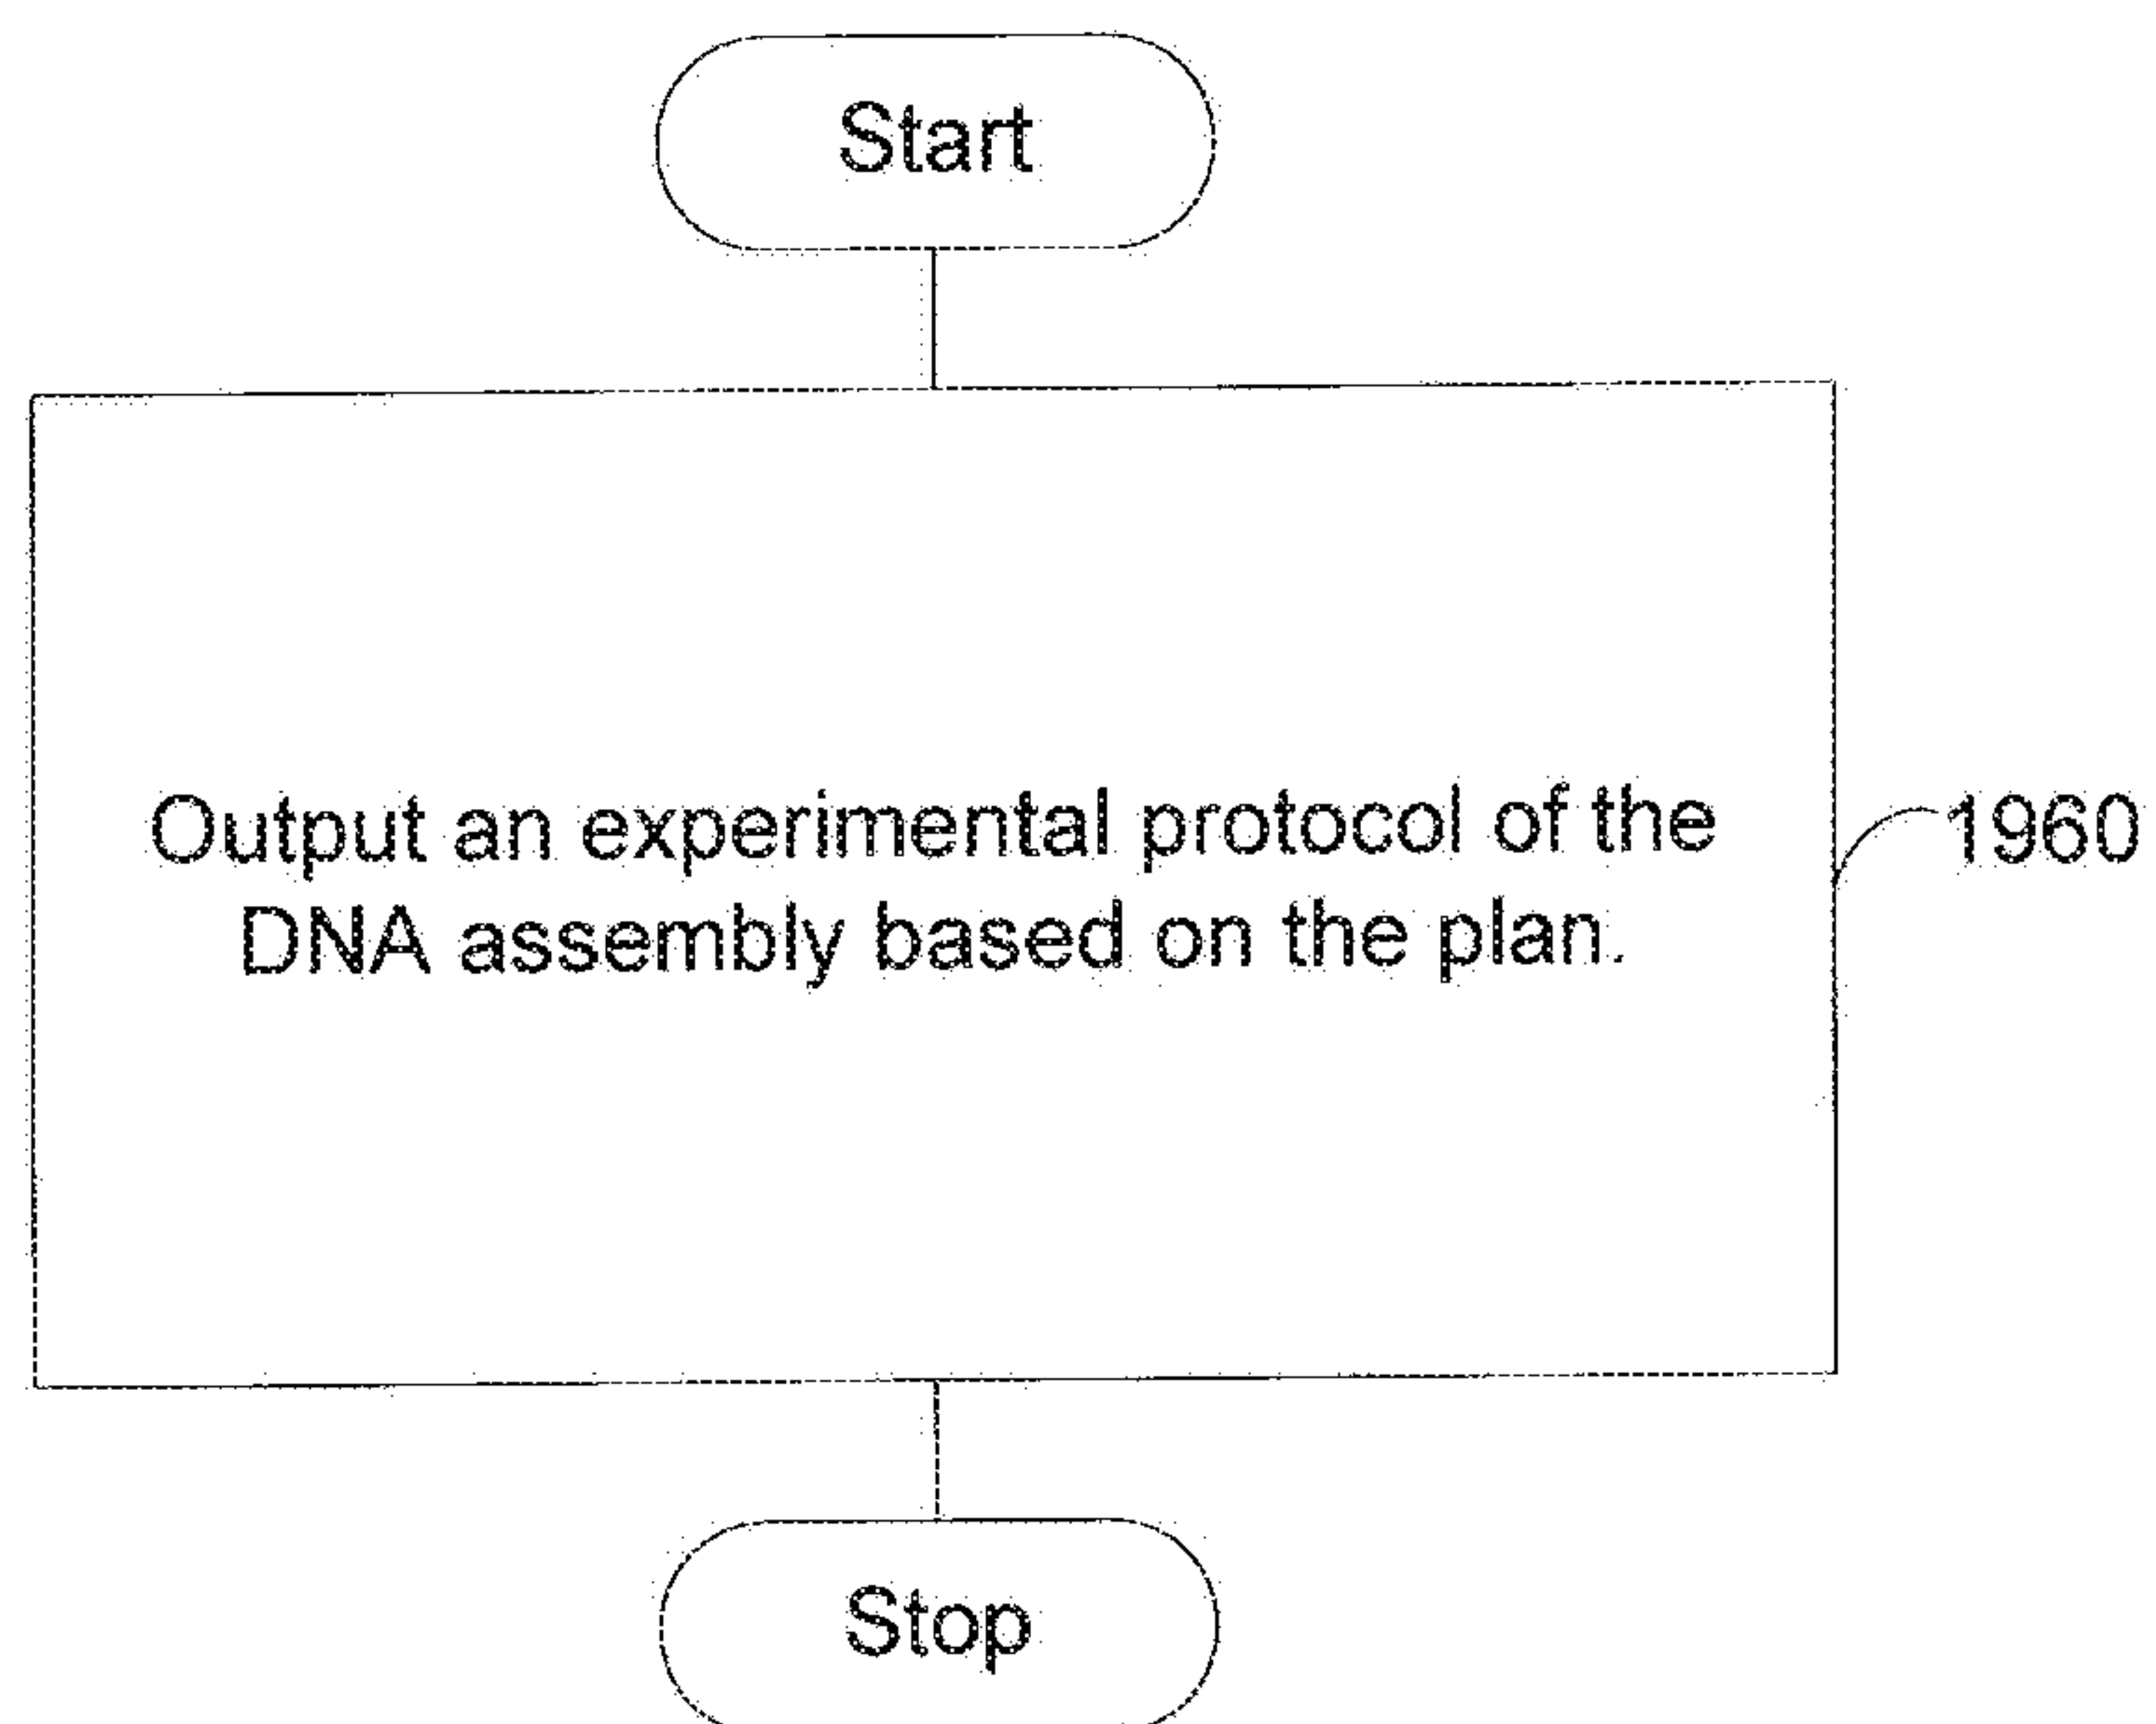 Start
Output an experimental protocol of the
DNA assembly based on the plan.
1960
Stop